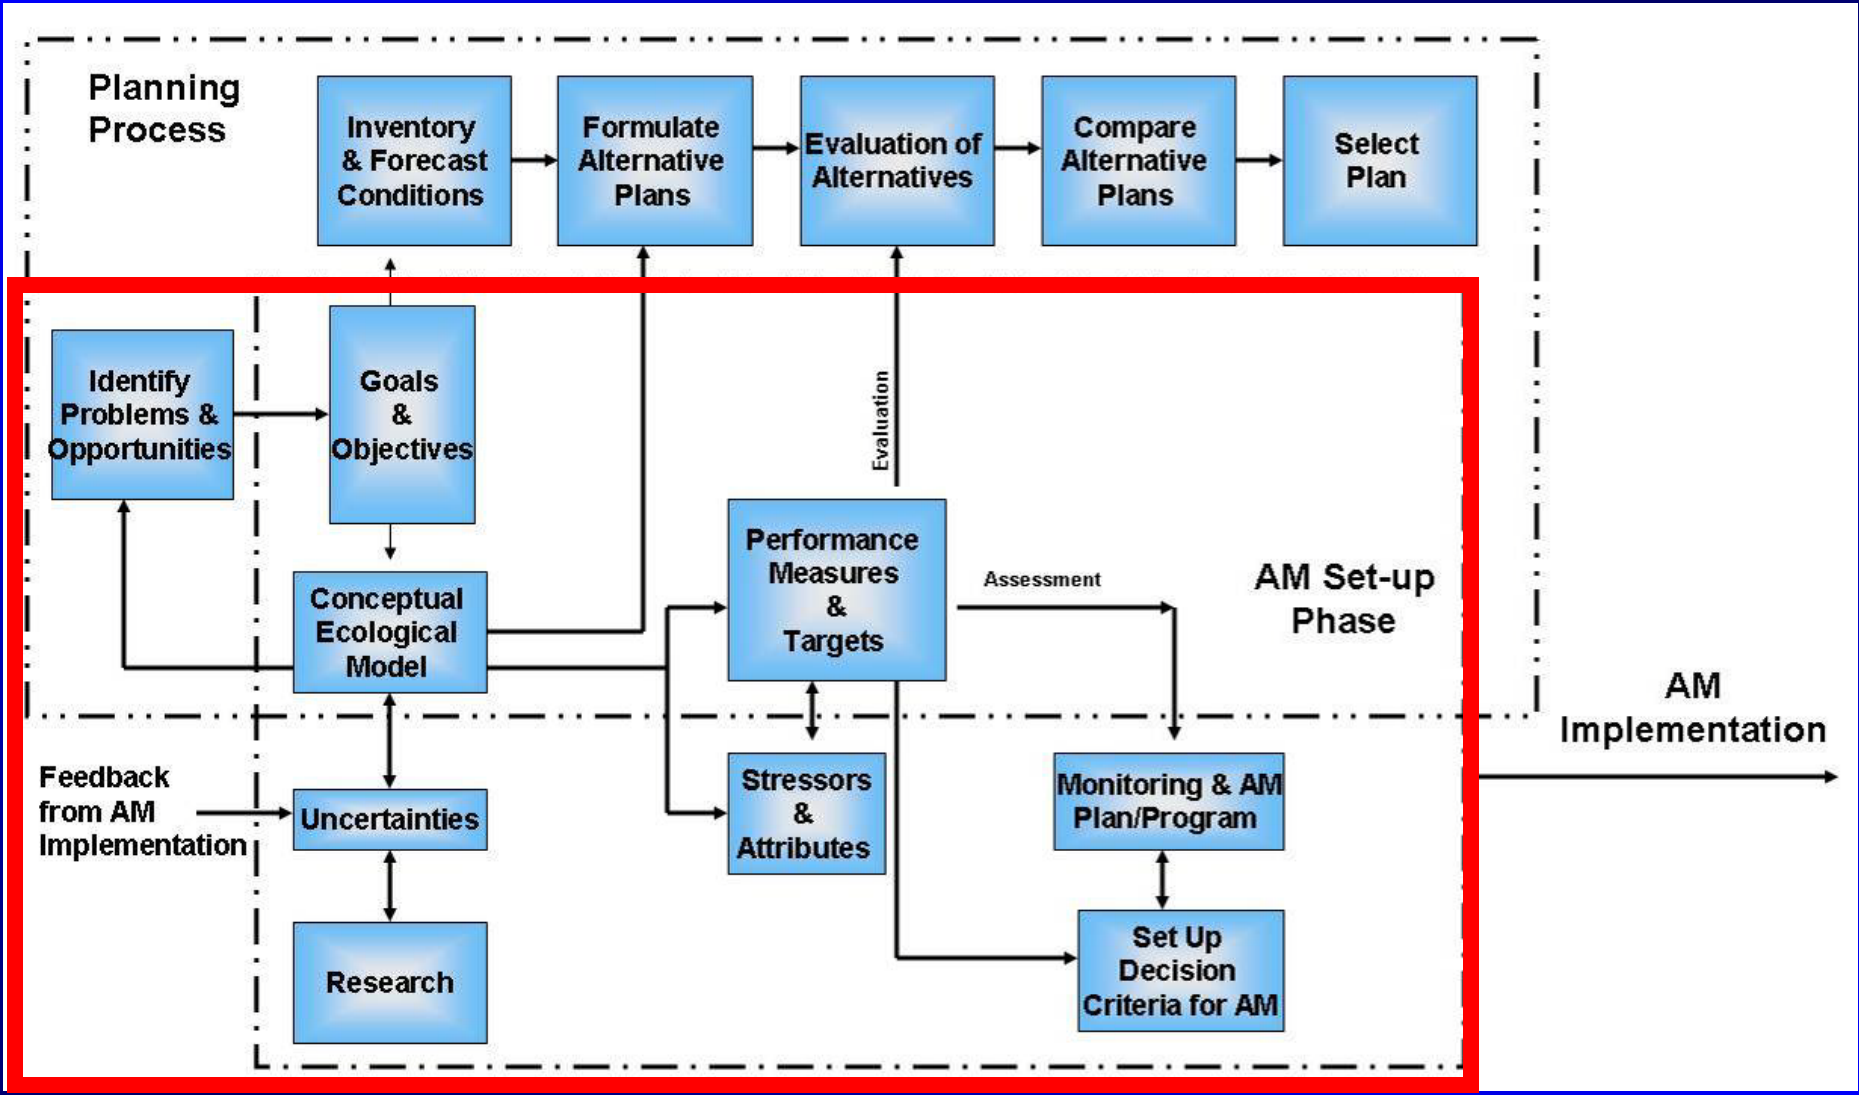 Planning
Process
Inventory
& Forecast
Conditions
Formulate
Alternative
Plans
Evaluation of
Alternatives
Compare
Alternative
Plans
Select
Plan
Identify
Problems &
Opportunities
Goals
&
Objectives
Evaluation
Conceptual
Ecological
Model
Performance
Measures
&
Targets
Assessment
AM Set-up
Phase
AM
Implementation
Feedback
from AM
Implementation
Uncertainties
Stressors
&
Attributes
Monitoring & AM
Plan/Program
Research
Set Up
Decision
Criteria for AM